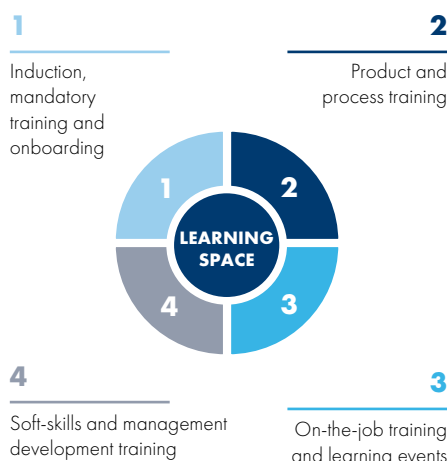 1
Induction,
mandatory
training and
onboarding
2
Product and
process training
1
2
LEARNING
SPACE
4
3
4
Soft-skills and management
development training
3
On-the-job training
and learning events